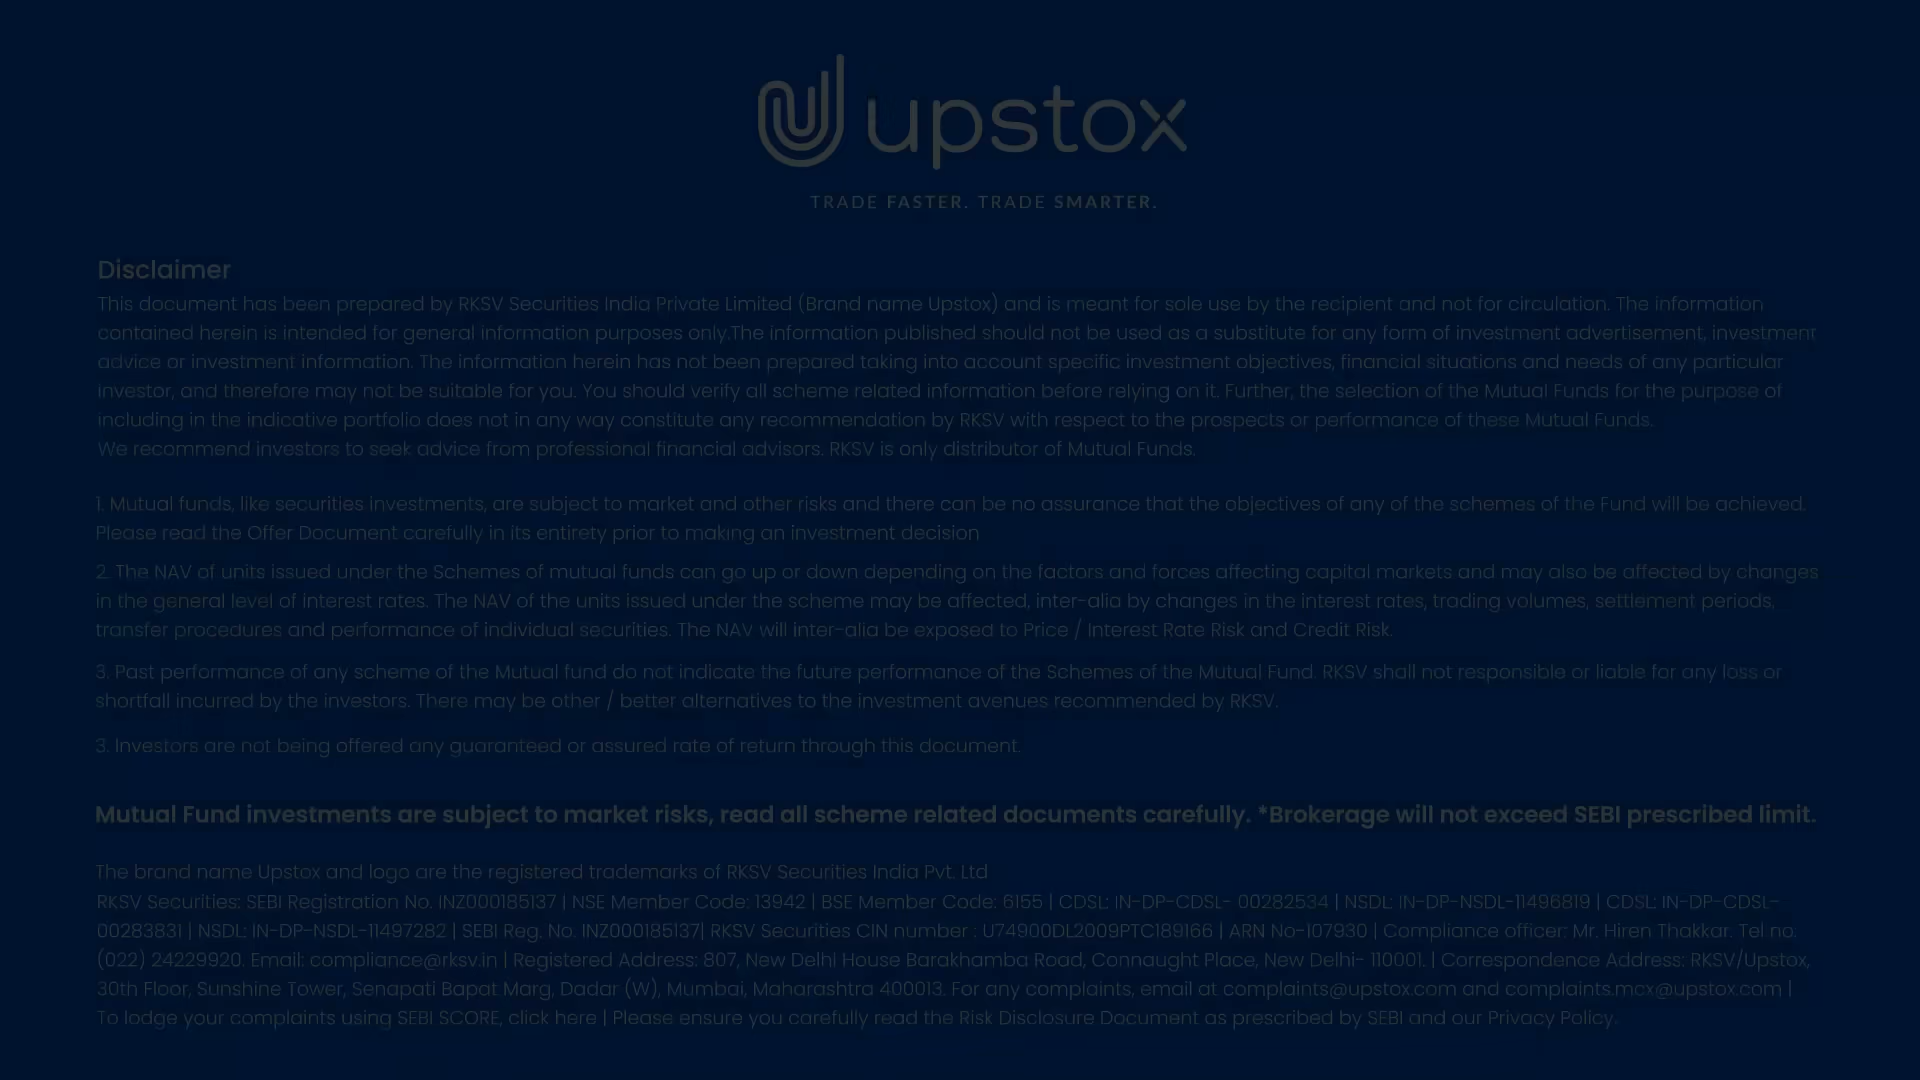 upstox
TRADE FASTER. TRADE SMARTER.
Disclaimer
This document has been prepared by RKSV Securities India Private Limited (Brand name Upstox) and is meant for sole use by the recipient and not for circulation. The information
contained herein is intended for general information purposes only.The information published should not be used as a substitute for any form of investment advertisement, investment
advice or investment information. The information herein has not been prepared taking into account specific investment objectives, financial situations and needs of any particular
investor, and therefore may not be suitable for you. You should verify all scheme related information before relying on it. Further, the selection of the Mutual Funds for the purpose of
including in the indicative portfolio does not in any way constitute any recommendation by RKSV with respect to the prospects or performance of these Mutual Funds.
We recommend investors to seek advice from professional financial advisors. RKSV is only distributor of Mutual Funds.
1. Mutual funds, like securities investments, are subject to market and other risks and there can be no assurance that the objectives of any of the schemes of the Fund will be achieved.
Please read the Offer Document carefully in its entirety prior to making an investment decision
2. The NAV of units issued under the Schemes of mutual funds can go up or down depending on the factors and forces affecting capital markets and may also be affected by changes
in the general level of interest rates. The NAV of the units issued under the scheme may be affected, inter-alia by changes in the interest rates, trading volumes, settlement periods,
transfer procedures and performance of individual securities. The NAV will inter-alia be exposed to Price / Interest Rate Risk and Credit Risk.
3. Past performance of any scheme of the Mutual fund do not indicate the future performance of the Schemes of the Mutual Fund. RKSV shall not responsible or liable for any loss or
shortfall incurred by the investors. There may be other / better alternatives to the investment avenues recommended by RKSV.
3. Investors are not being offered any guaranteed or assured rate of return through this document.
Mutual Fund investments are subject to market risks, read all scheme related documents carefully. *Brokerage will not exceed SEBI prescribed limit.
The brand name Upstox and logo are the registered trademarks of RKSV Securities India Pvt. Ltd
RKSV Securities: SEBI Registration No. INZ000185137 | NSE Member Code: 13942 | BSE Member Code: 6155 | CDSL: IN-DP-CDSL- 00282534 | NSDL: IN-DP-NSDL-11496819 | CDSL: IN-DP-CDSL-
00283831 | NSDL: IN-DP-NSDL-11497282 | SEBI Reg. No. INZ000185137| RKSV Securities CIN number : U74900DL2009PTC189166 | ARN No-107930 | Compliance officer: Mr. Hiren Thakkar. Tel no.
(022) 24229920. Email: compliance@rksv.in | Registered Address: 807, New Delhi House Barakhamba Road, Connaught Place, New Delhi- 110001. | Correspondence Address: RKSV/Upstox,
30th Floor, Sunshine Tower, Senapati Bapat Marg, Dadar (W), Mumbai, Maharashtra 400013. For any complaints, email at complaints@upstox.com and complaints.mcx@upstox.com |
To lodge your complaints using SEBI SCORE, click here | Please ensure you carefully read the Risk Disclosure Document as prescribed by SEBI and our Privacy Policy.